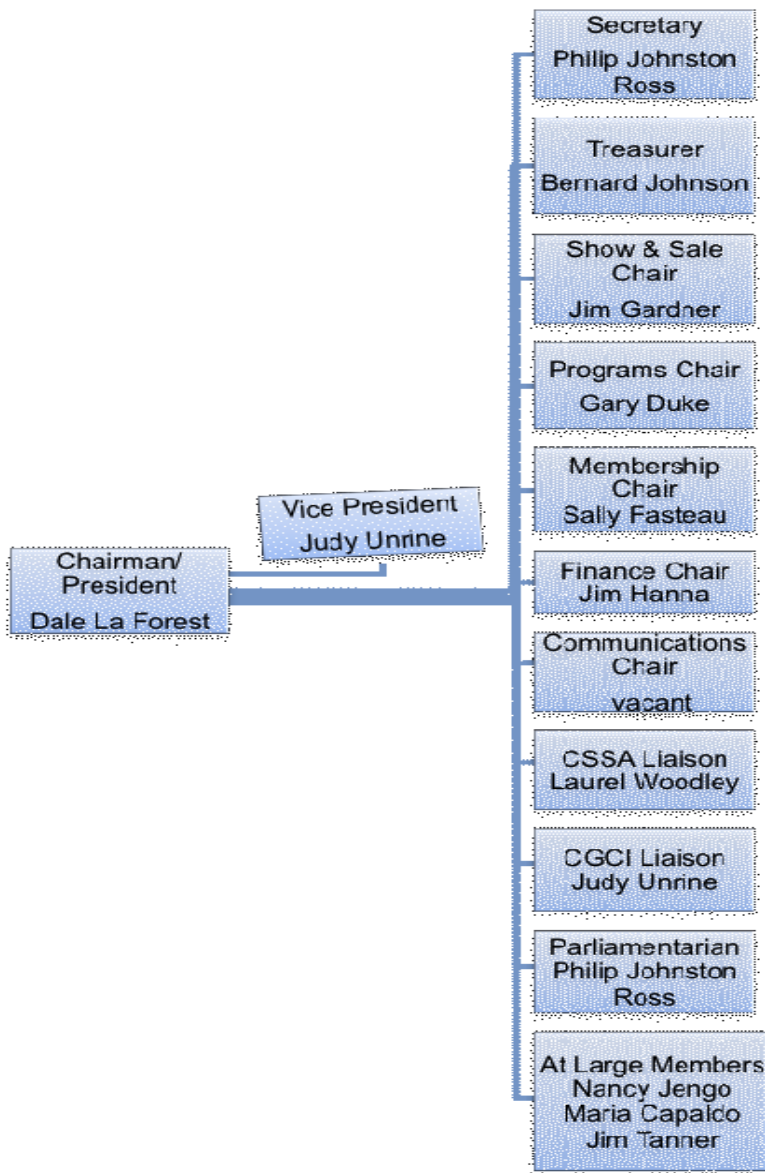 Chairman/
President
Dale La Forest
Vice President
Judy Unrine
Secretary
Philip Johnston
Ross
Treasurer
Bernard Johnson
Show & Sale
Chair
Jim Gardner
Programs Chair
Gary Duke
Membership
Chair
Sally Fasteau
Finance Chair
Jim Hanna
Communications
Chair
vacant
CSSA Liaison
Laurel Woodley
CGCI Liaison
Judy Unrine
Parliamentarian
Philip Johnston
Ross
At Large Members
Nancy Jengo
Maria Capaldo
Jim Tanner